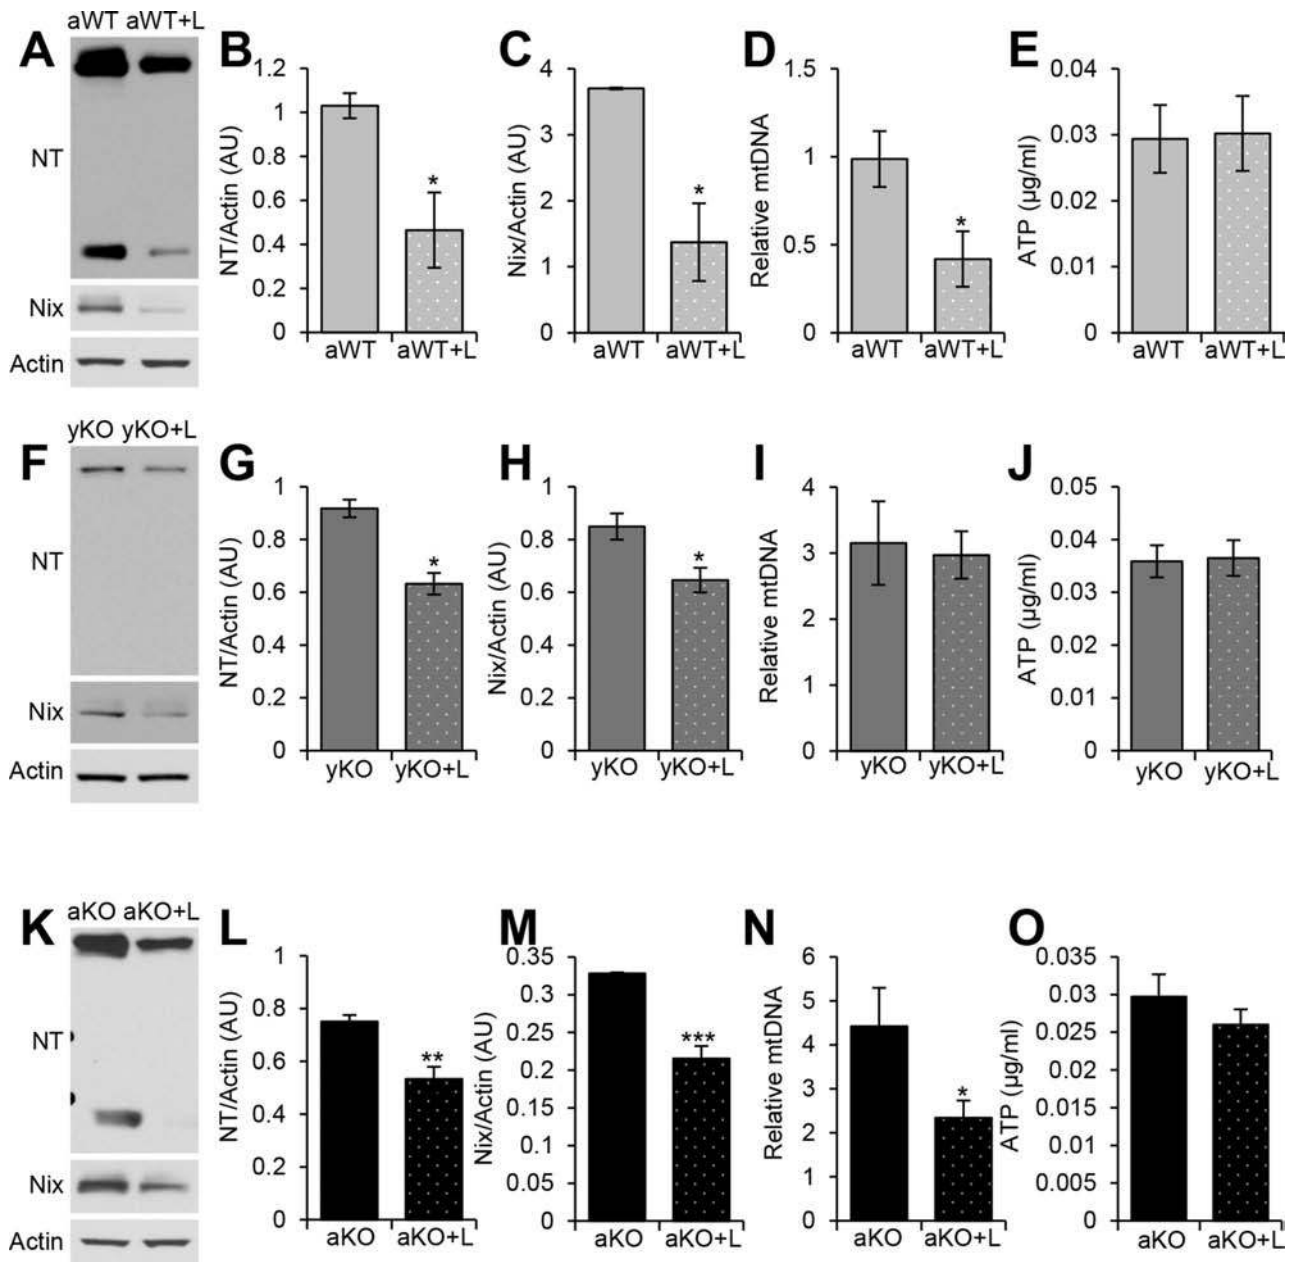 A
aWT aWT+L
NT
Nix
Actin
B
NT/Actin (AU)
1.2
1
0.8
0.6
0.4
0.2
0
*
aWT aWT+L
C
Nix/Actin (AU)
4
3
2
1
0
*
aWT aWT+L
D
Relative mtDNA
1.5
1
0.5
0
*
aWT aWT+L
E
ATP (µg/ml)
0.04
0.03
0.02
0.01
0
aWT aWT+L
F
yKO yKO+L
NT
Nix
Actin
G
NT/Actin (AU)
1
0.8
0.6
0.4
0.2
0
*
yKO yKO+L
H
Nix/Actin (AU)
1
0.8
0.6
0.4
0.2
0
*
yKO yKO+L
I
Relative mtDNA
4
3
2
1
0
yKO yKO+L
J
ATP (µg/ml)
0.05
0.04
0.03
0.02
0.01
0
yKO yKO+L
K
aKO aKO+L
NT
Nix
Actin
L
NT/Actin (AU)
1
0.8
0.6
0.4
0.2
0
**
aKO aKO+L
M
Nix/Actin (AU)
0.35
0.3
0.25
0.2
0.15
0.1
0.05
0
***
aKO aKO+L
N
Relative mtDNA
6
5
4
3
2
1
0
*
aKO aKO+L
O
ATP (µg/ml)
0.035
0.03
0.025
0.02
0.015
0.01
0.005
0
aKO aKO+L